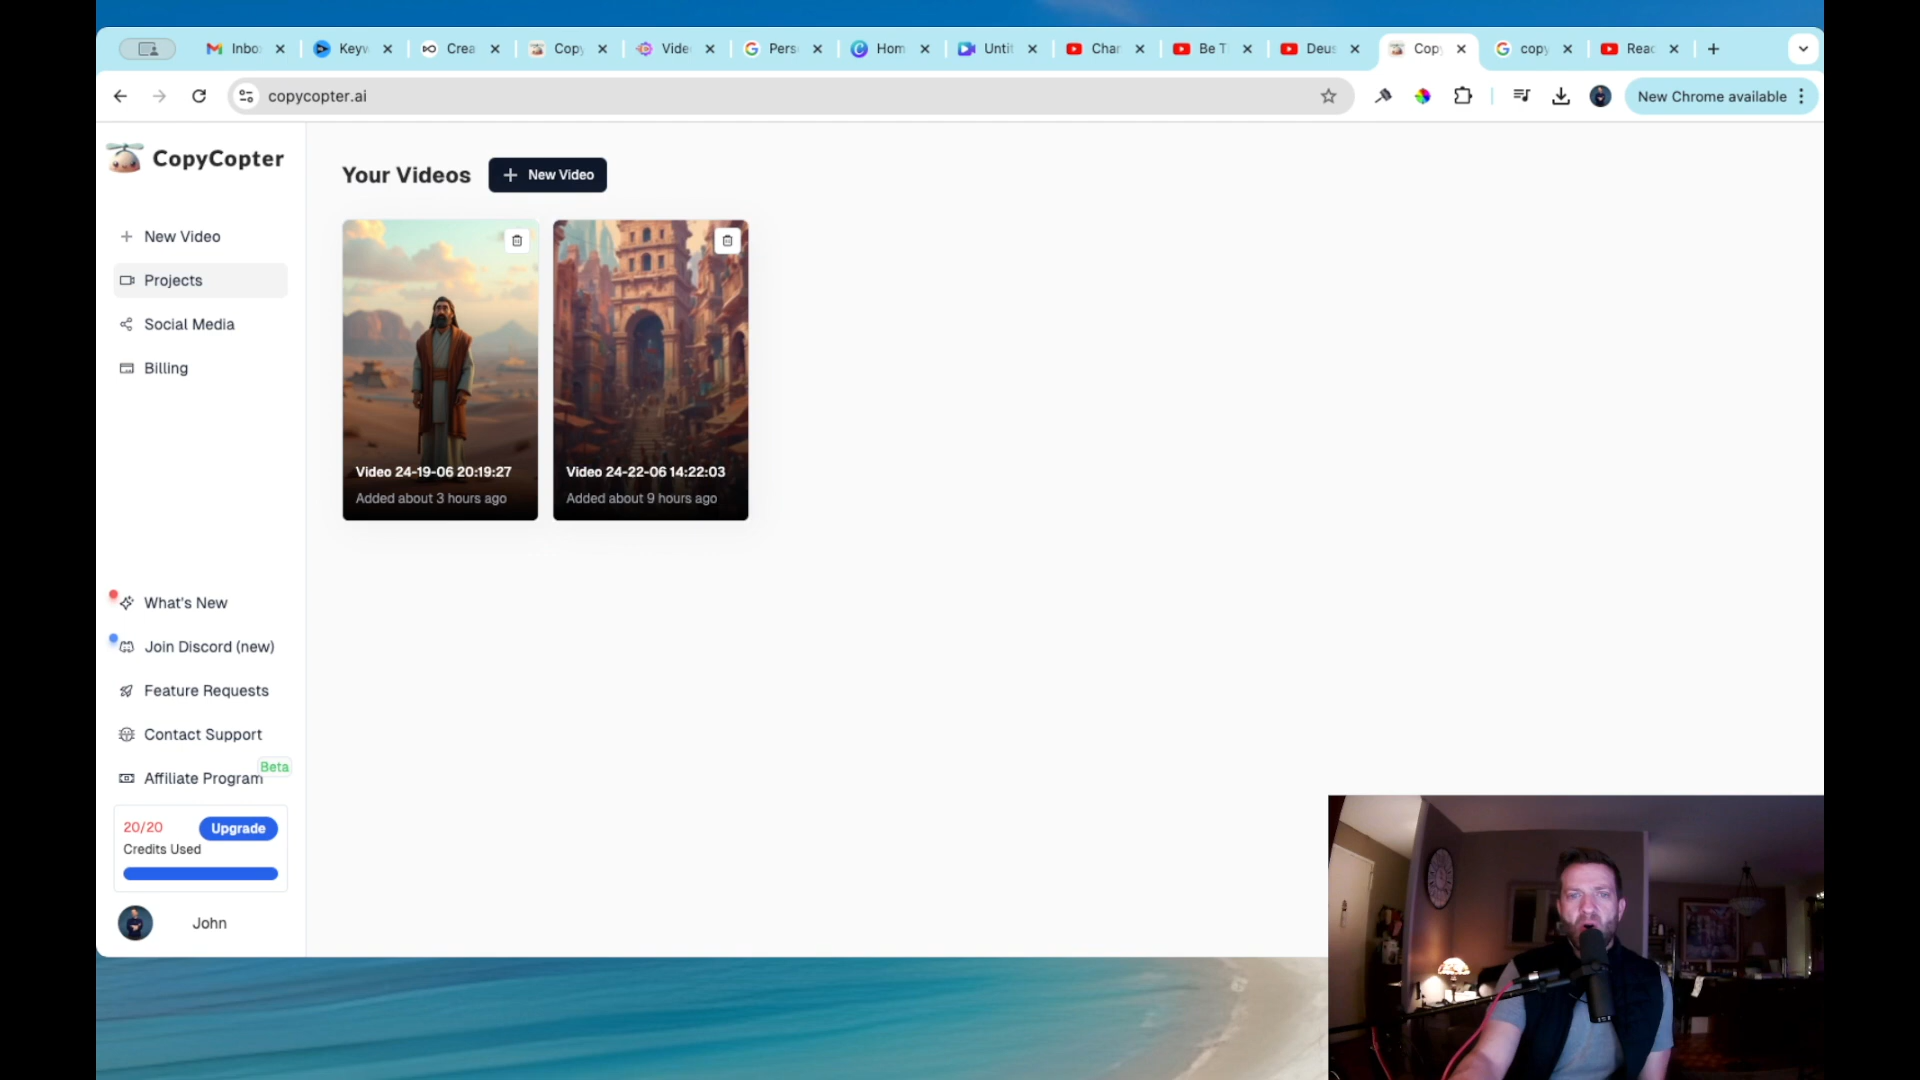 Inbo
Keyw
Crea
Copy
Vide
Pers
Hom
Unti
Char
Be T
Deus
Copy
copy
Reac
copycopter.ai
New Chrome available
CopyCopter
Your Videos
New Video
New Video
Projects
Social Media
Billing
Video 24-19-06 20:19:27
Added about 3 hours ago
Video 24-22-06 14:22:03
Added about 9 hours ago
What's New
Join Discord (new)
Feature Requests
Contact Support
Affiliate Program
Beta
20/20
Upgrade
Credits Used
John